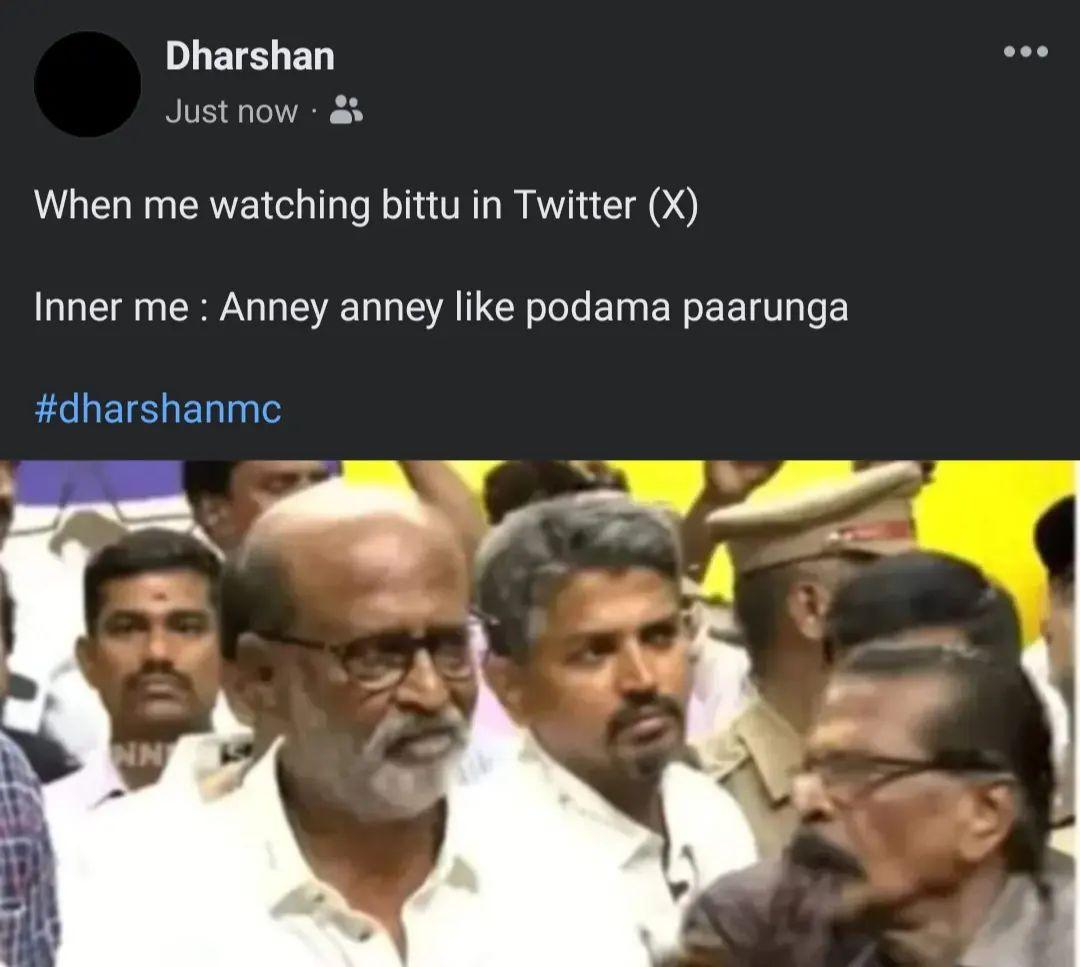 Dharshan
Just now ·
When me watching bittu in Twitter (X)
Inner me : Anney anney like podama paarunga
#dharshanmc